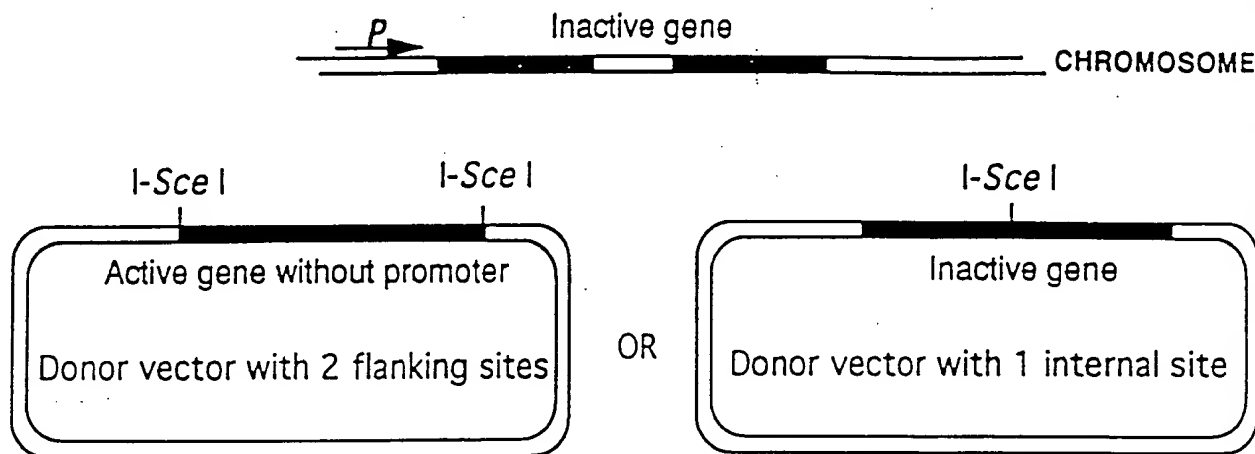 P
Inactive gene
CHROMOSOME
I-Sce I
I-Sce I
Active gene without promoter
Donor vector with 2 flanking sites
OR
I-Sce I
Inactive gene
Donor vector with 1 internal site